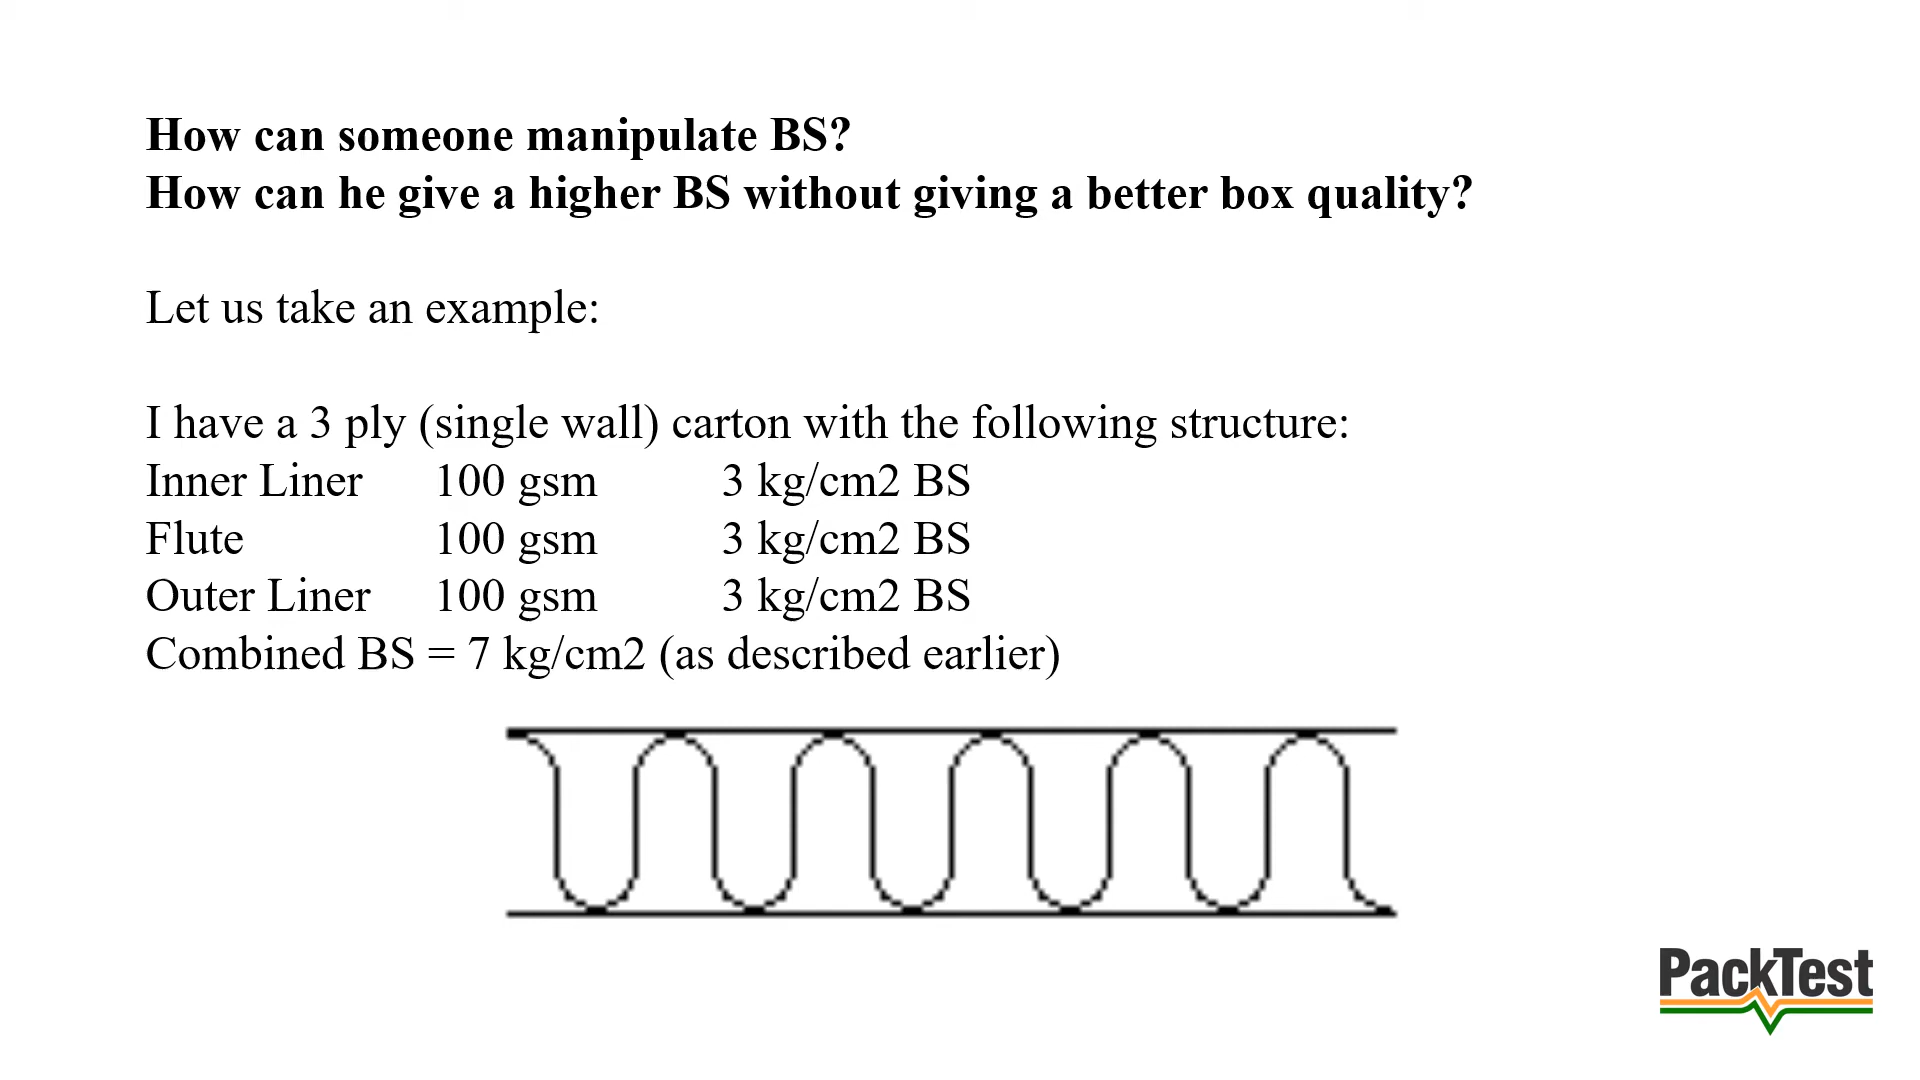 How can someone manipulate BS?
How can he give a higher BS without giving a better box quality?
Let us take an example:
I have a 3 ply (single wall) carton with the following structure:
Inner Liner 100 gsm 3 kg/cm2 BS
Flute 100 gsm 3 kg/cm2 BS
Outer Liner 100 gsm 3 kg/cm2 BS
Combined BS = 7 kg/cm2 (as described earlier)
PackTest